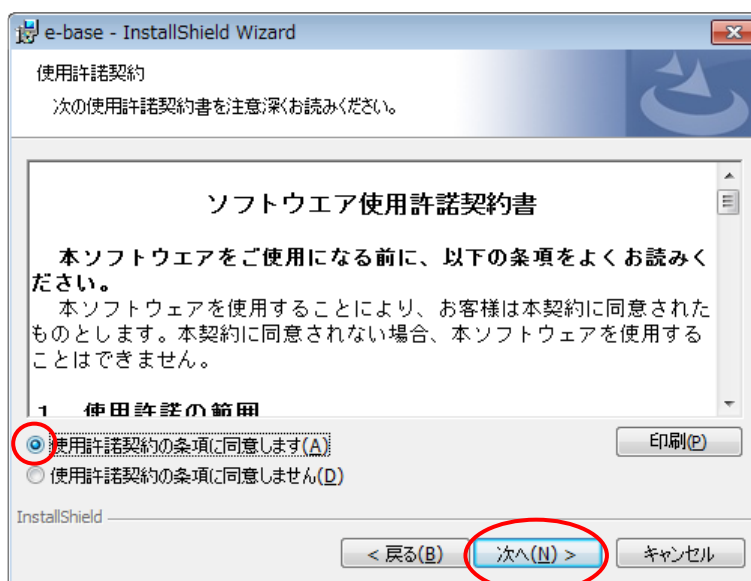 e-base - InstallShield Wizard
使用許諾契約
次の使用許諾契約書を注意深くお読みください。
ソフトウエア使用許諾契約書
本ソフトウエアをご使用になる前に、以下の条項をよくお読みく
ださい。
本ソフトウェアを使用することにより、お客様は本契約に同意された
ものとします。本契約に同意されない場合、本ソフトウェアを使用する
ことはできません。
1. 使用許諾の範囲
使用許諾契約の条項に同意します(A)
印刷(P)
使用許諾契約の条項に同意しません(D)
InstallShield
< 戻る(B)
次へ(N) >
キャンセル